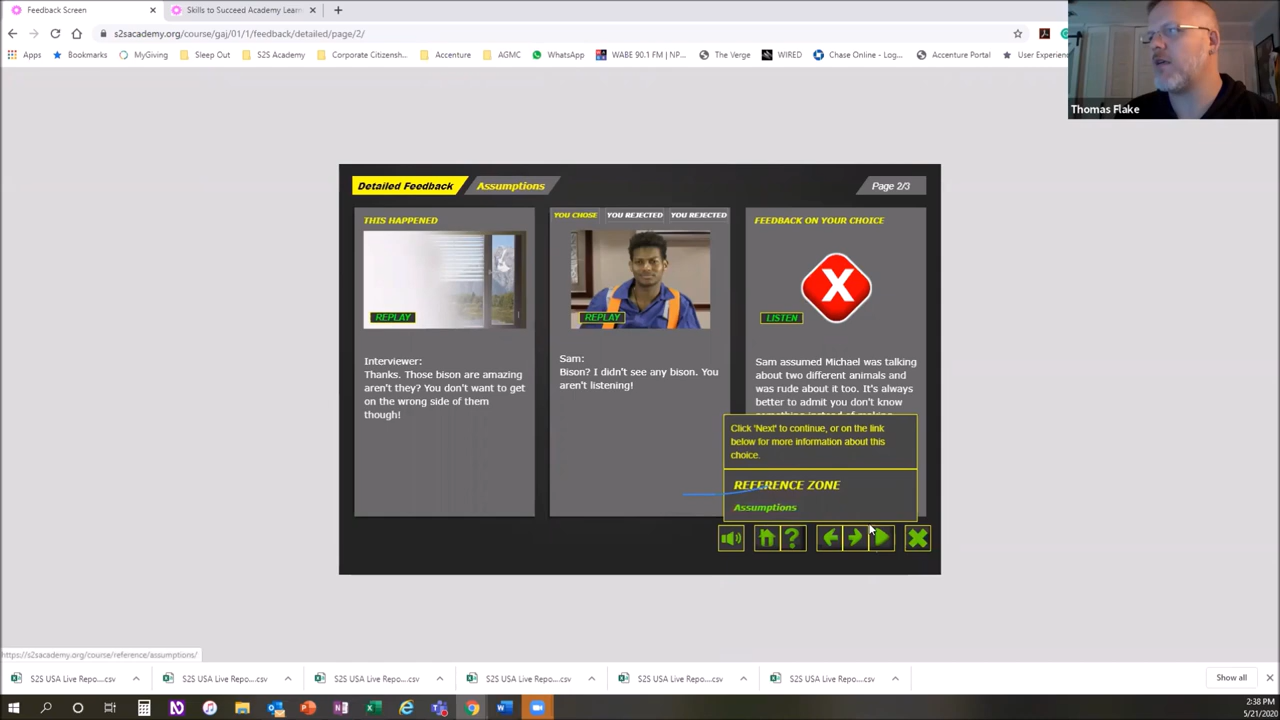 Feedback Screen
Skills to Succeed Academy Learn
s2sacademy.org/course/gaj/01/1/feedback/detailed/page/2/
Apps Bookmarks MyGiving Sleep Out S2S Academy Corporate Citizensh... Accenture AGMC WhatsApp WABE 90.1 FM | NP... The Verge WIRED Chase Online - Log... Accenture Portal User Experienc
Thomas Flake
Detailed Feedback
Assumptions
Page 2/3
THIS HAPPENED
REPLAY
Interviewer:
Thanks. Those bison are amazing
aren't they? You don't want to get
on the wrong side of them
though!
YOU CHOSE YOU REJECTED YOU REJECTED
REPLAY
Sam:
Bison? I didn't see any bison. You
aren't listening!
FEEDBACK ON YOUR CHOICE
X
LISTEN
Sam assumed Michael was talking
about two different animals and
was rude about it too. It's always
better to admit you don't know
Click 'Next' to continue, or on the link
below for more information about this
choice.
REFERENCE ZONE
Assumptions
?
https://s2sacademy.org/course/reference/assumptions/
S2S USA Live Repo....csv S2S USA Live Repo....csv S2S USA Live Repo....csv S2S USA Live Repo....csv S2S USA Live Repo....csv S2S USA Live Repo....csv Show all
2:38 PM
5/21/2020